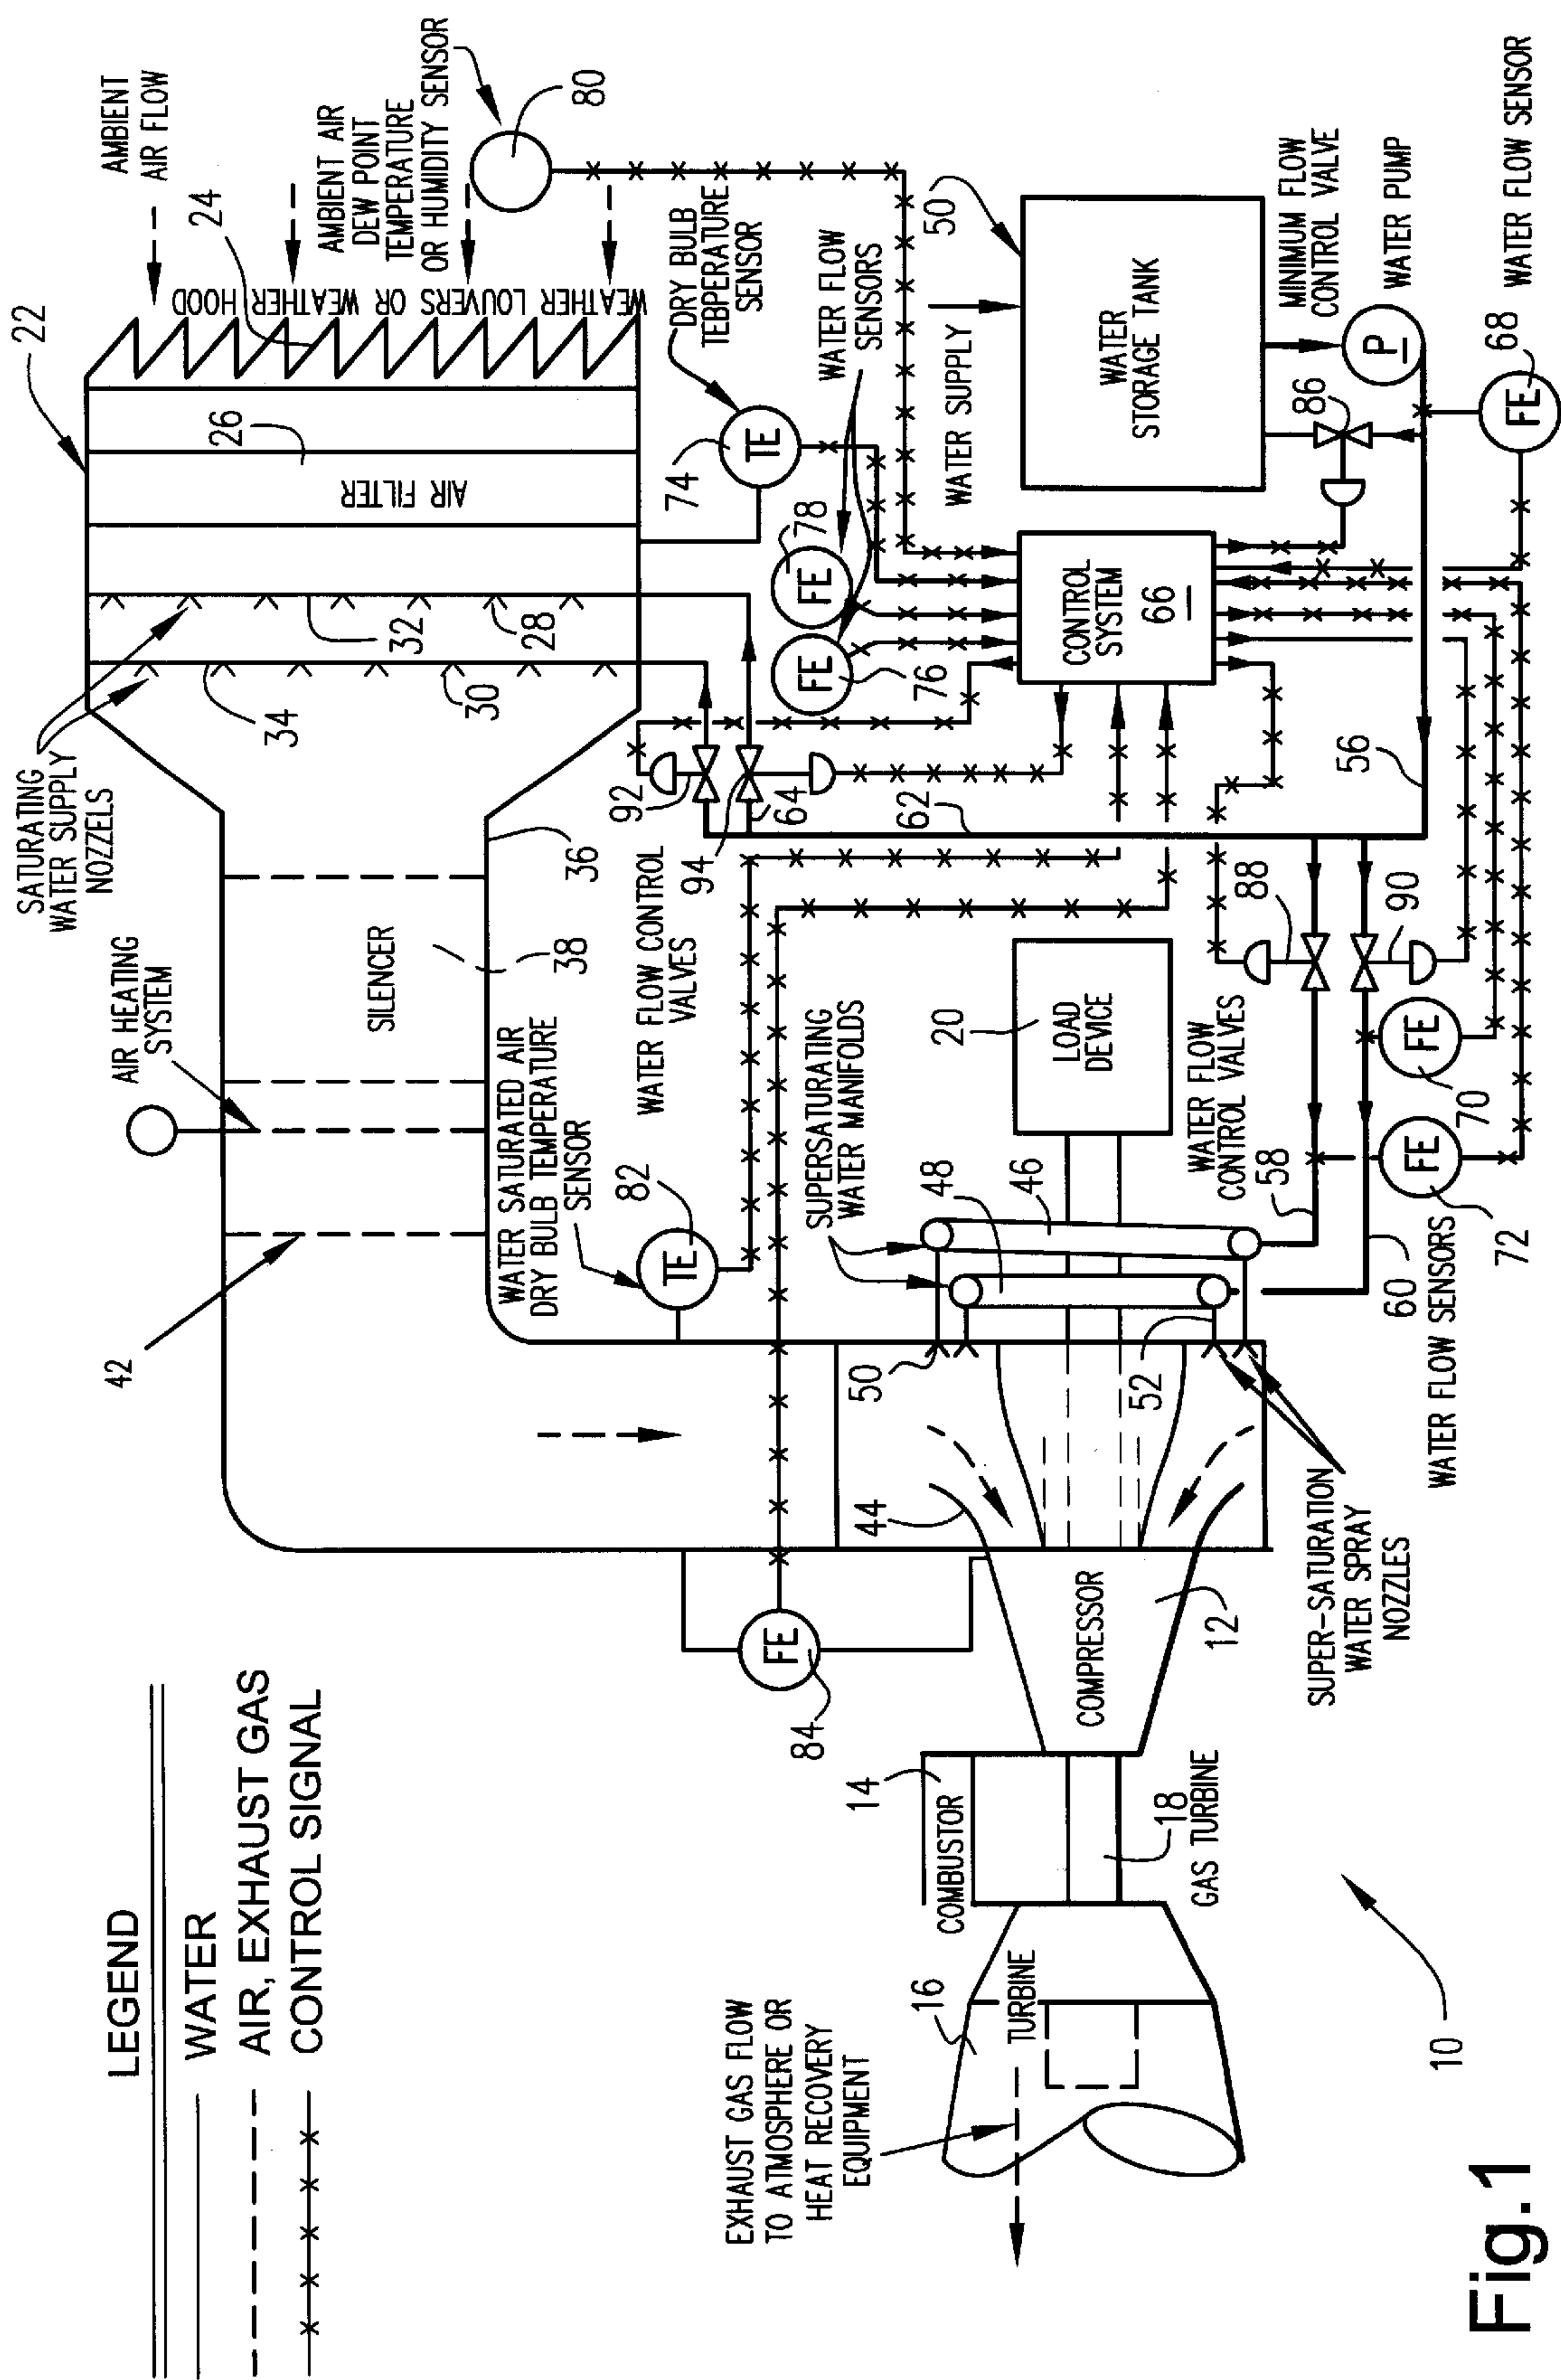 LEGEND
WATER
AIR, EXHAUST GAS
CONTROL SIGNAL
SATURATING
WATER SUPPLY
NOZZELS
AIR HEATING
SYSTEM
42
SILENCER
38
36
34
30
32
28
AIR FILTER
26
22
24
WEATHER LOUVERS OR WEATHER HOOD
AMBIENT
AIR FLOW
AMBIENT AIR
DEW POINT
TEMPERATURE
OR HUMIDITY SENSOR
80
DRY BULB
TEBPERATURE
SENSOR
TE
74
WATER FLOW
SENSORS
FE
78
FE
76
WATER SATURATED AIR
DRY BULB TEMPERATURE
SENSOR
TE
82
WATER FLOW CONTROL
VALVES
92
94
64
62
WATER SUPPLY
50
WATER
STORAGE TANK
CONTROL
SYSTEM
66
MINIMUM FLOW
CONTROL VALVE
86
P
WATER PUMP
FE
68
WATER FLOW SENSOR
56
88
90
WATER FLOW
CONTROL VALVES
FE
70
FE
72
58
60
WATER FLOW SENSORS
LOAD
DEVICE
20
SUPERSATURATING
WATER MANIFOLDS
48
46
50
52
44
SUPER-SATURATION
WATER SPRAY
NOZZLES
FE
84
COMPRESSOR
12
COMBUSTOR
14
18
GAS TURBINE
TURBINE
16
EXHAUST GAS FLOW
TO ATMOSPHERE OR
HEAT RECOVERY
EQUIPMENT
10
Fig.1